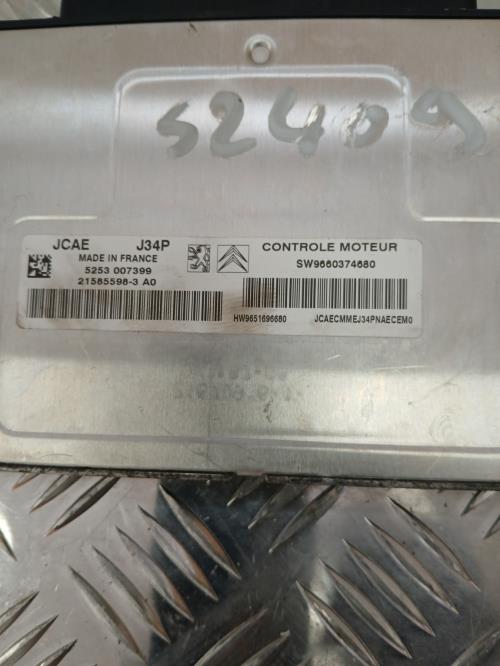 52409
JCAE J34P
MADE IN FRANCE
5253 007399
21585598-3 A0
CONTROLE MOTEUR
SW9660374680
HW9651696680 JCAECMMEJ34PNAECEM0